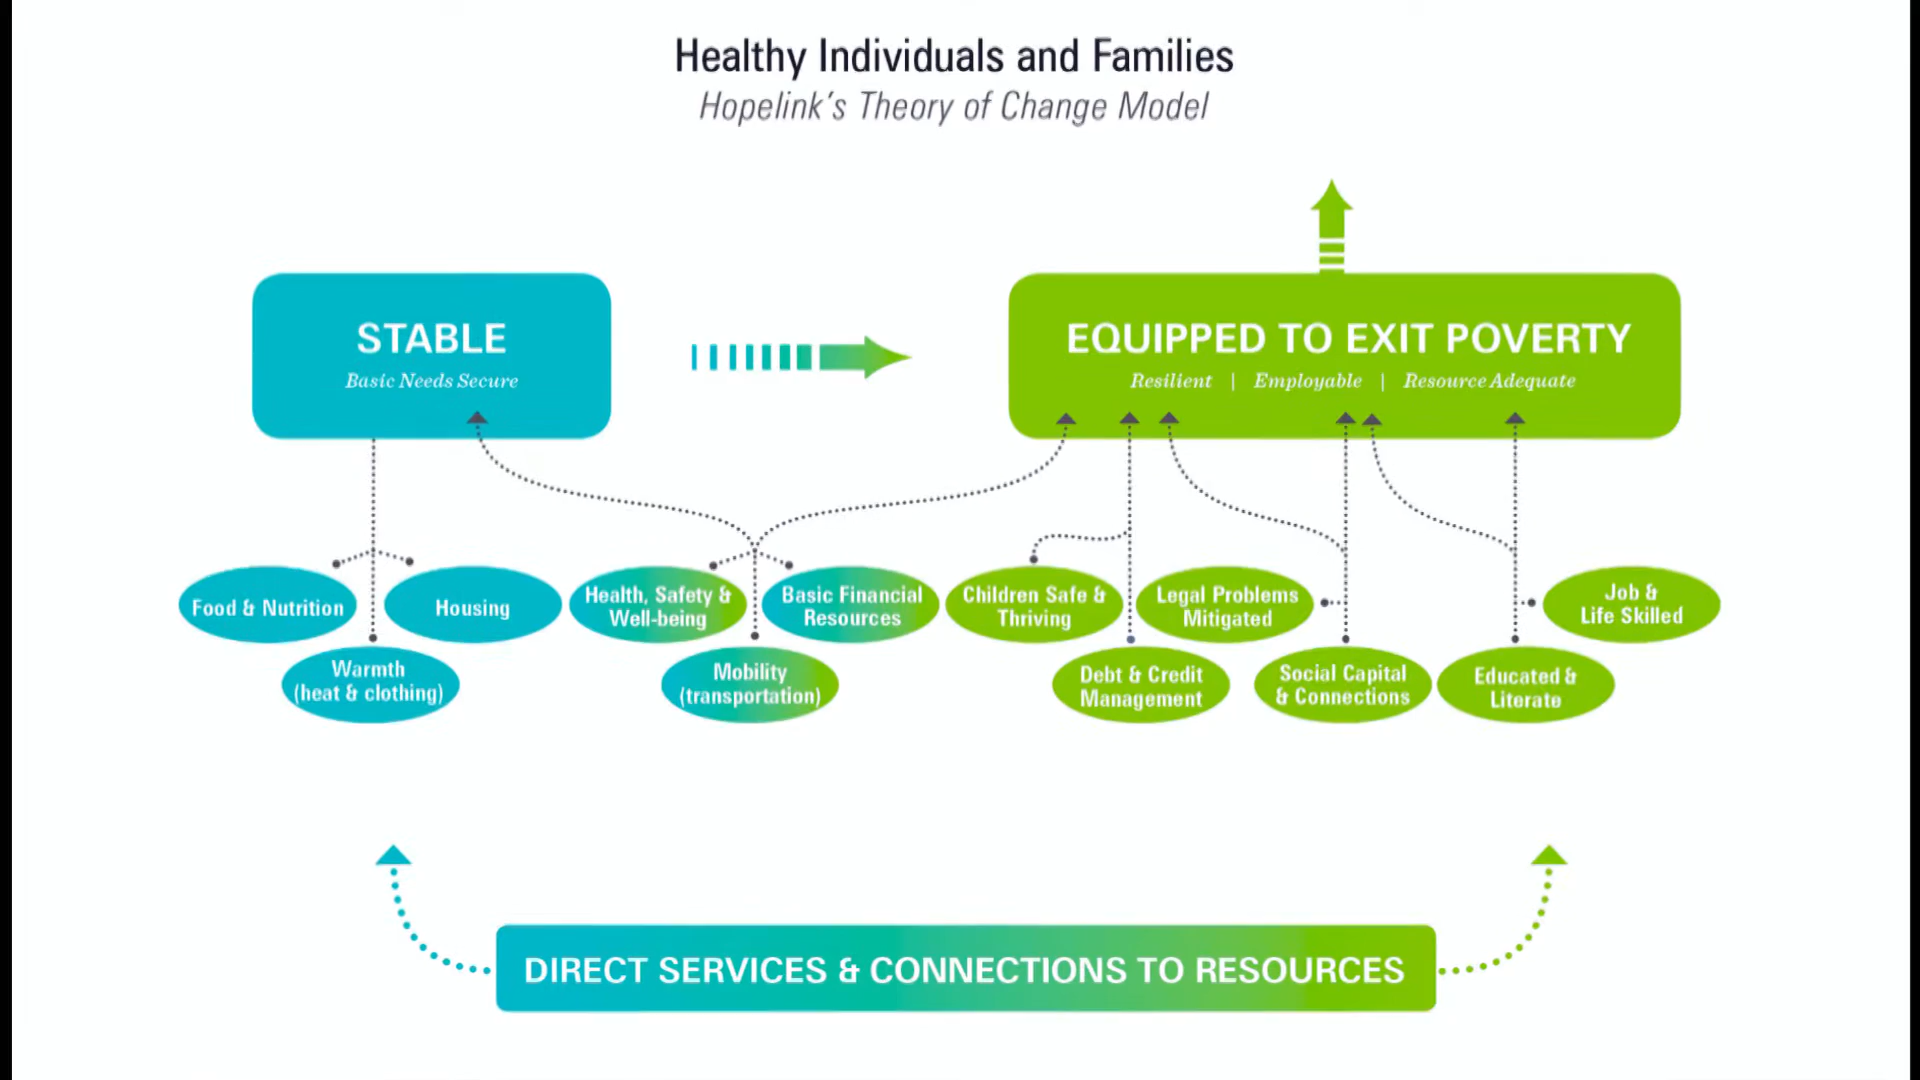 Healthy Individuals and Families
Hopelink's Theory of Change Model
STABLE
Basic Needs Secure
EQUIPPED TO EXIT POVERTY
Resilient | Employable | Resource Adequate
Food & Nutrition
Housing
Warmth
(heat & clothing)
Health, Safety &
Well-being
Basic Financial
Resources
Mobility
(transportation)
Children Safe &
Thriving
Legal Problems
Mitigated
Debt & Credit
Management
Social Capital
& Connections
Educated &
Literate
Job &
Life Skilled
DIRECT SERVICES & CONNECTIONS TO RESOURCES